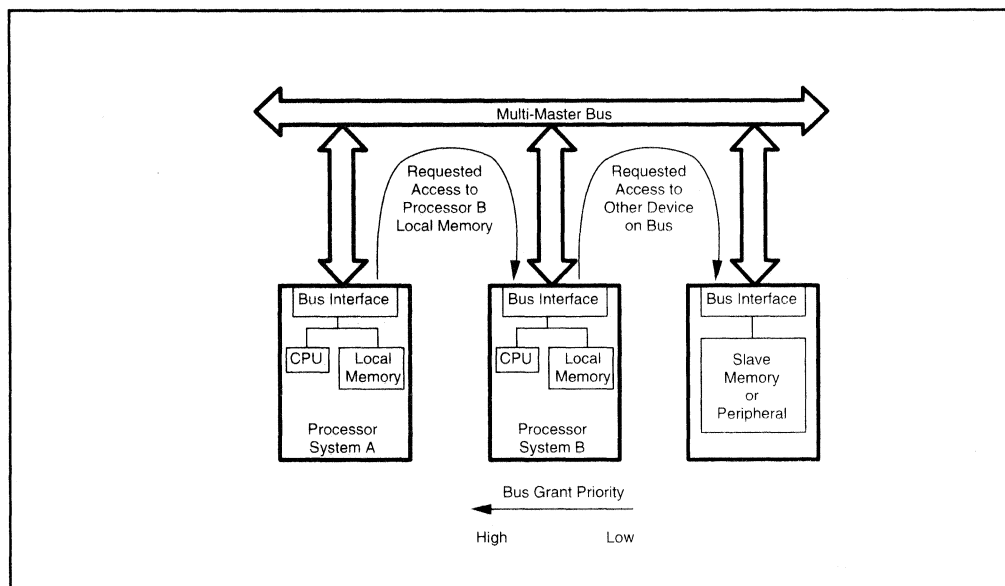 Multi-Master Bus
Requested
Access to
Processor B
Local Memory
Requested
Access to
Other Device
on Bus
Bus Interface
CPU
Local
Memory
Processor
System A
Bus Interface
CPU
Local
Memory
Processor
System B
Bus Interface
Slave
Memory
or
Peripheral
Bus Grant Priority
High
Low